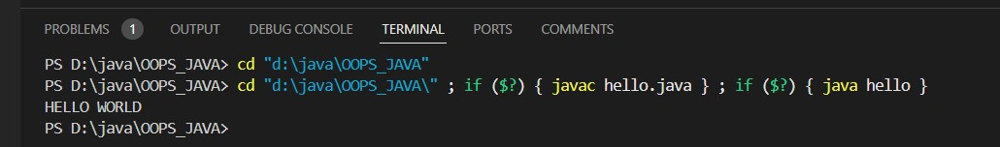 PROBLEMS 1 OUTPUT DEBUG CONSOLE TERMINAL PORTS COMMENTS
PS D:\java\OOPS_JAVA> cd "d:\java\OOPS_JAVA"
PS D:\java\OOPS_JAVA> cd "d:\java\OOPS_JAVA\" ; if ($?) { javac hello.java } ; if ($?) { java hello }
HELLO WORLD
PS D:\java\OOPS_JAVA>